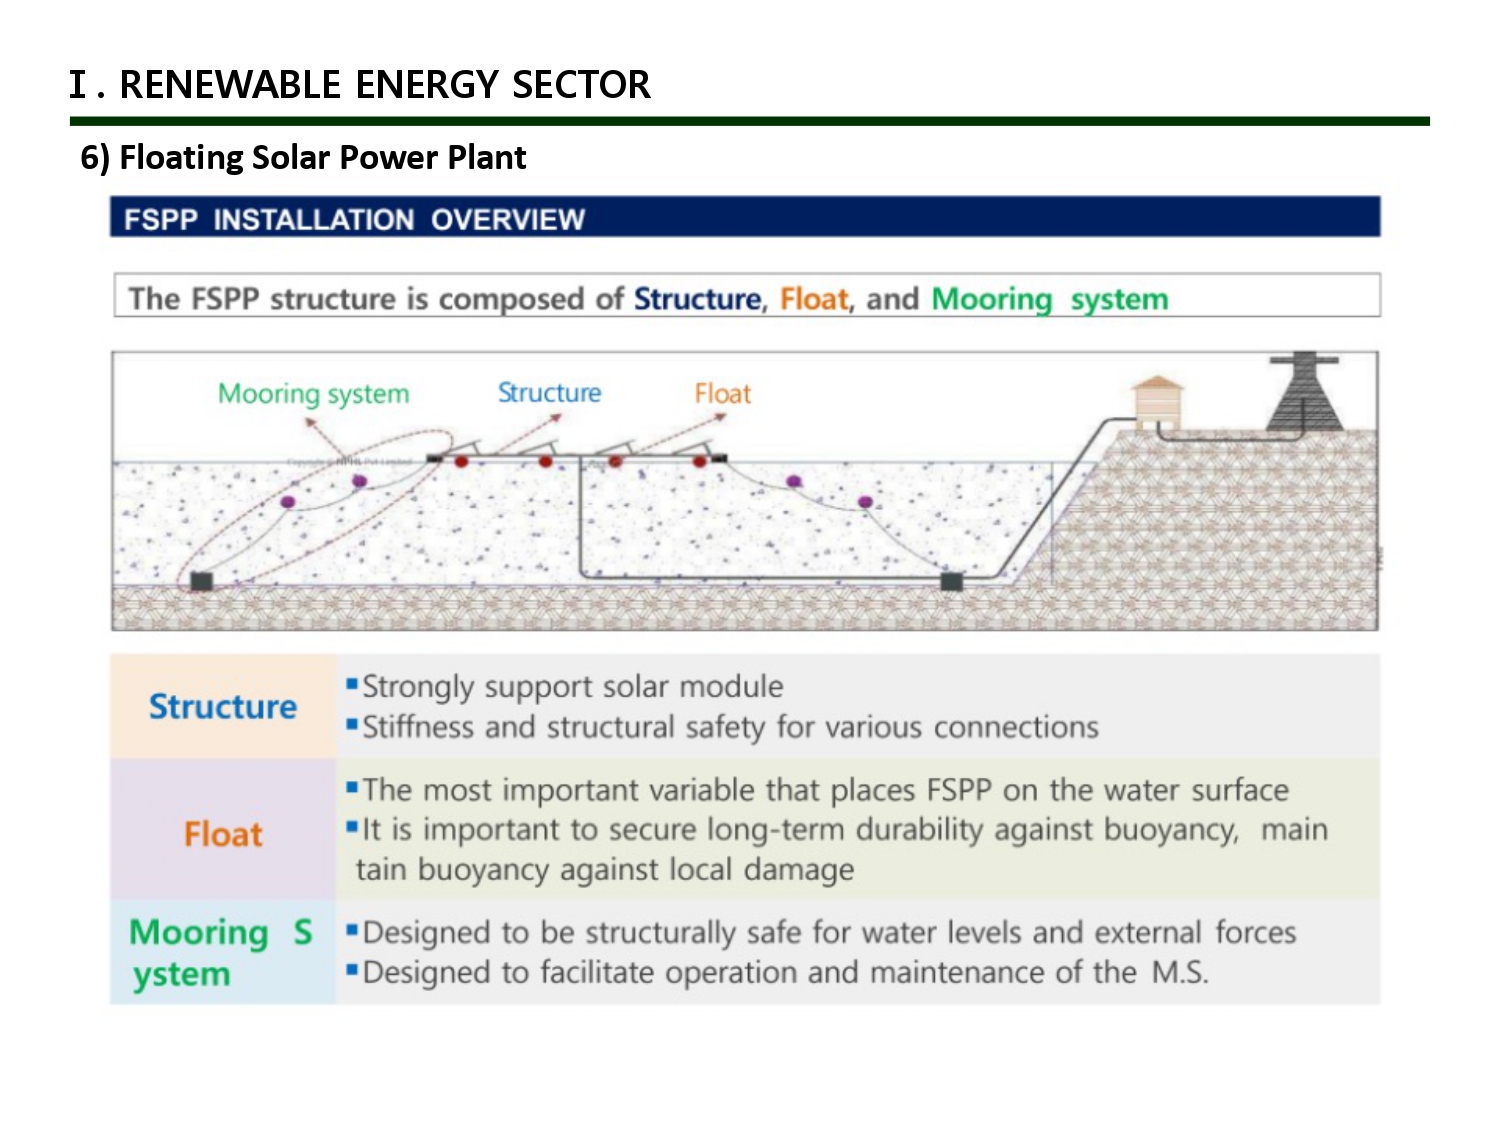 I. RENEWABLE ENERGY SECTOR
6) Floating Solar Power Plant
FSPP INSTALLATION OVERVIEW
The FSPP structure is composed of Structure, Float, and Mooring system
Mooring system
Structure
Float
Structure
▪Strongly support solar module
▪Stiffness and structural safety for various connections
Float
▪The most important variable that places FSPP on the water surface
▪It is important to secure long-term durability against buoyancy, main
tain buoyancy against local damage
Mooring S
ystem
▪Designed to be structurally safe for water levels and external forces
▪Designed to facilitate operation and maintenance of the M.S.